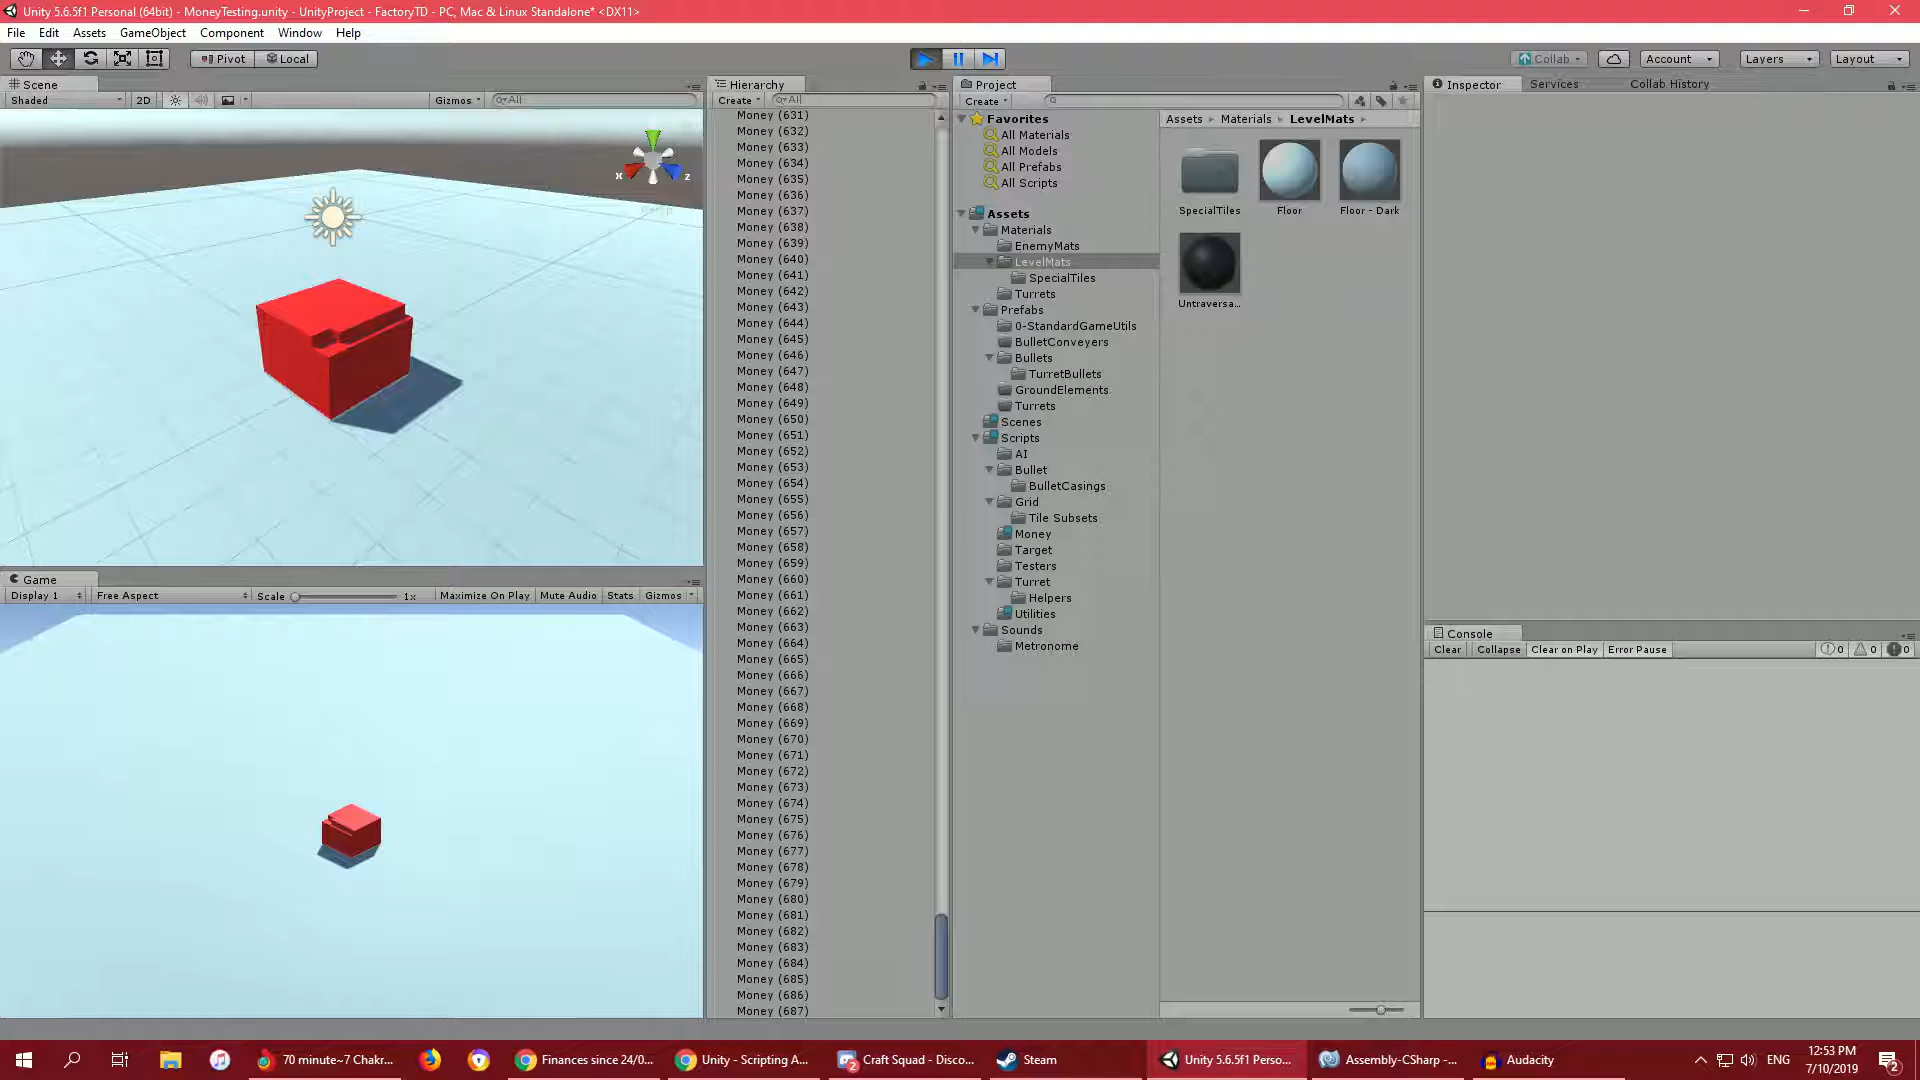 Unity 5.6.5f1 Personal (64bit) - MoneyTesting.unity - UnityProject - FactoryTD - PC, Mac & Linux Standalone* <DX11>
File Edit Assets GameObject Component Window Help
Pivot Local Collab Account Layers Layout
Scene
Shaded 2D Gizmos All
x z
Persp
Game
Display 1 Free Aspect Scale 1x Maximize On Play Mute Audio Stats Gizmos
Hierarchy
Create All
Money (631)
Money (632)
Money (633)
Money (634)
Money (635)
Money (636)
Money (637)
Money (638)
Money (639)
Money (640)
Money (641)
Money (642)
Money (643)
Money (644)
Money (645)
Money (646)
Money (647)
Money (648)
Money (649)
Money (650)
Money (651)
Money (652)
Money (653)
Money (654)
Money (655)
Money (656)
Money (657)
Money (658)
Money (659)
Money (660)
Money (661)
Money (662)
Money (663)
Money (664)
Money (665)
Money (666)
Money (667)
Money (668)
Money (669)
Money (670)
Money (671)
Money (672)
Money (673)
Money (674)
Money (675)
Money (676)
Money (677)
Money (678)
Money (679)
Money (680)
Money (681)
Money (682)
Money (683)
Money (684)
Money (685)
Money (686)
Money (687)
Project
Create
Favorites
All Materials
All Models
All Prefabs
All Scripts
Assets
Materials
EnemyMats
LevelMats
SpecialTiles
Turrets
Prefabs
0-StandardGameUtils
BulletConveyers
Bullets
TurretBullets
GroundElements
Turrets
Scenes
Scripts
AI
Bullet
BulletCasings
Grid
Tile Subsets
Money
Target
Testers
Turret
Helpers
Utilities
Sounds
Metronome
Assets Materials LevelMats
SpecialTiles Floor Floor - Dark
Untraversa...
Inspector Services Collab History
Console
Clear Collapse Clear on Play Error Pause 0 0 0
70 minute~7 Chakr... Finances since 24/0... Unity - Scripting A... Craft Squad - Disco... Steam Unity 5.6.5f1 Perso... Assembly-CSharp -... Audacity ENG
12:53 PM
7/10/2019
2
2